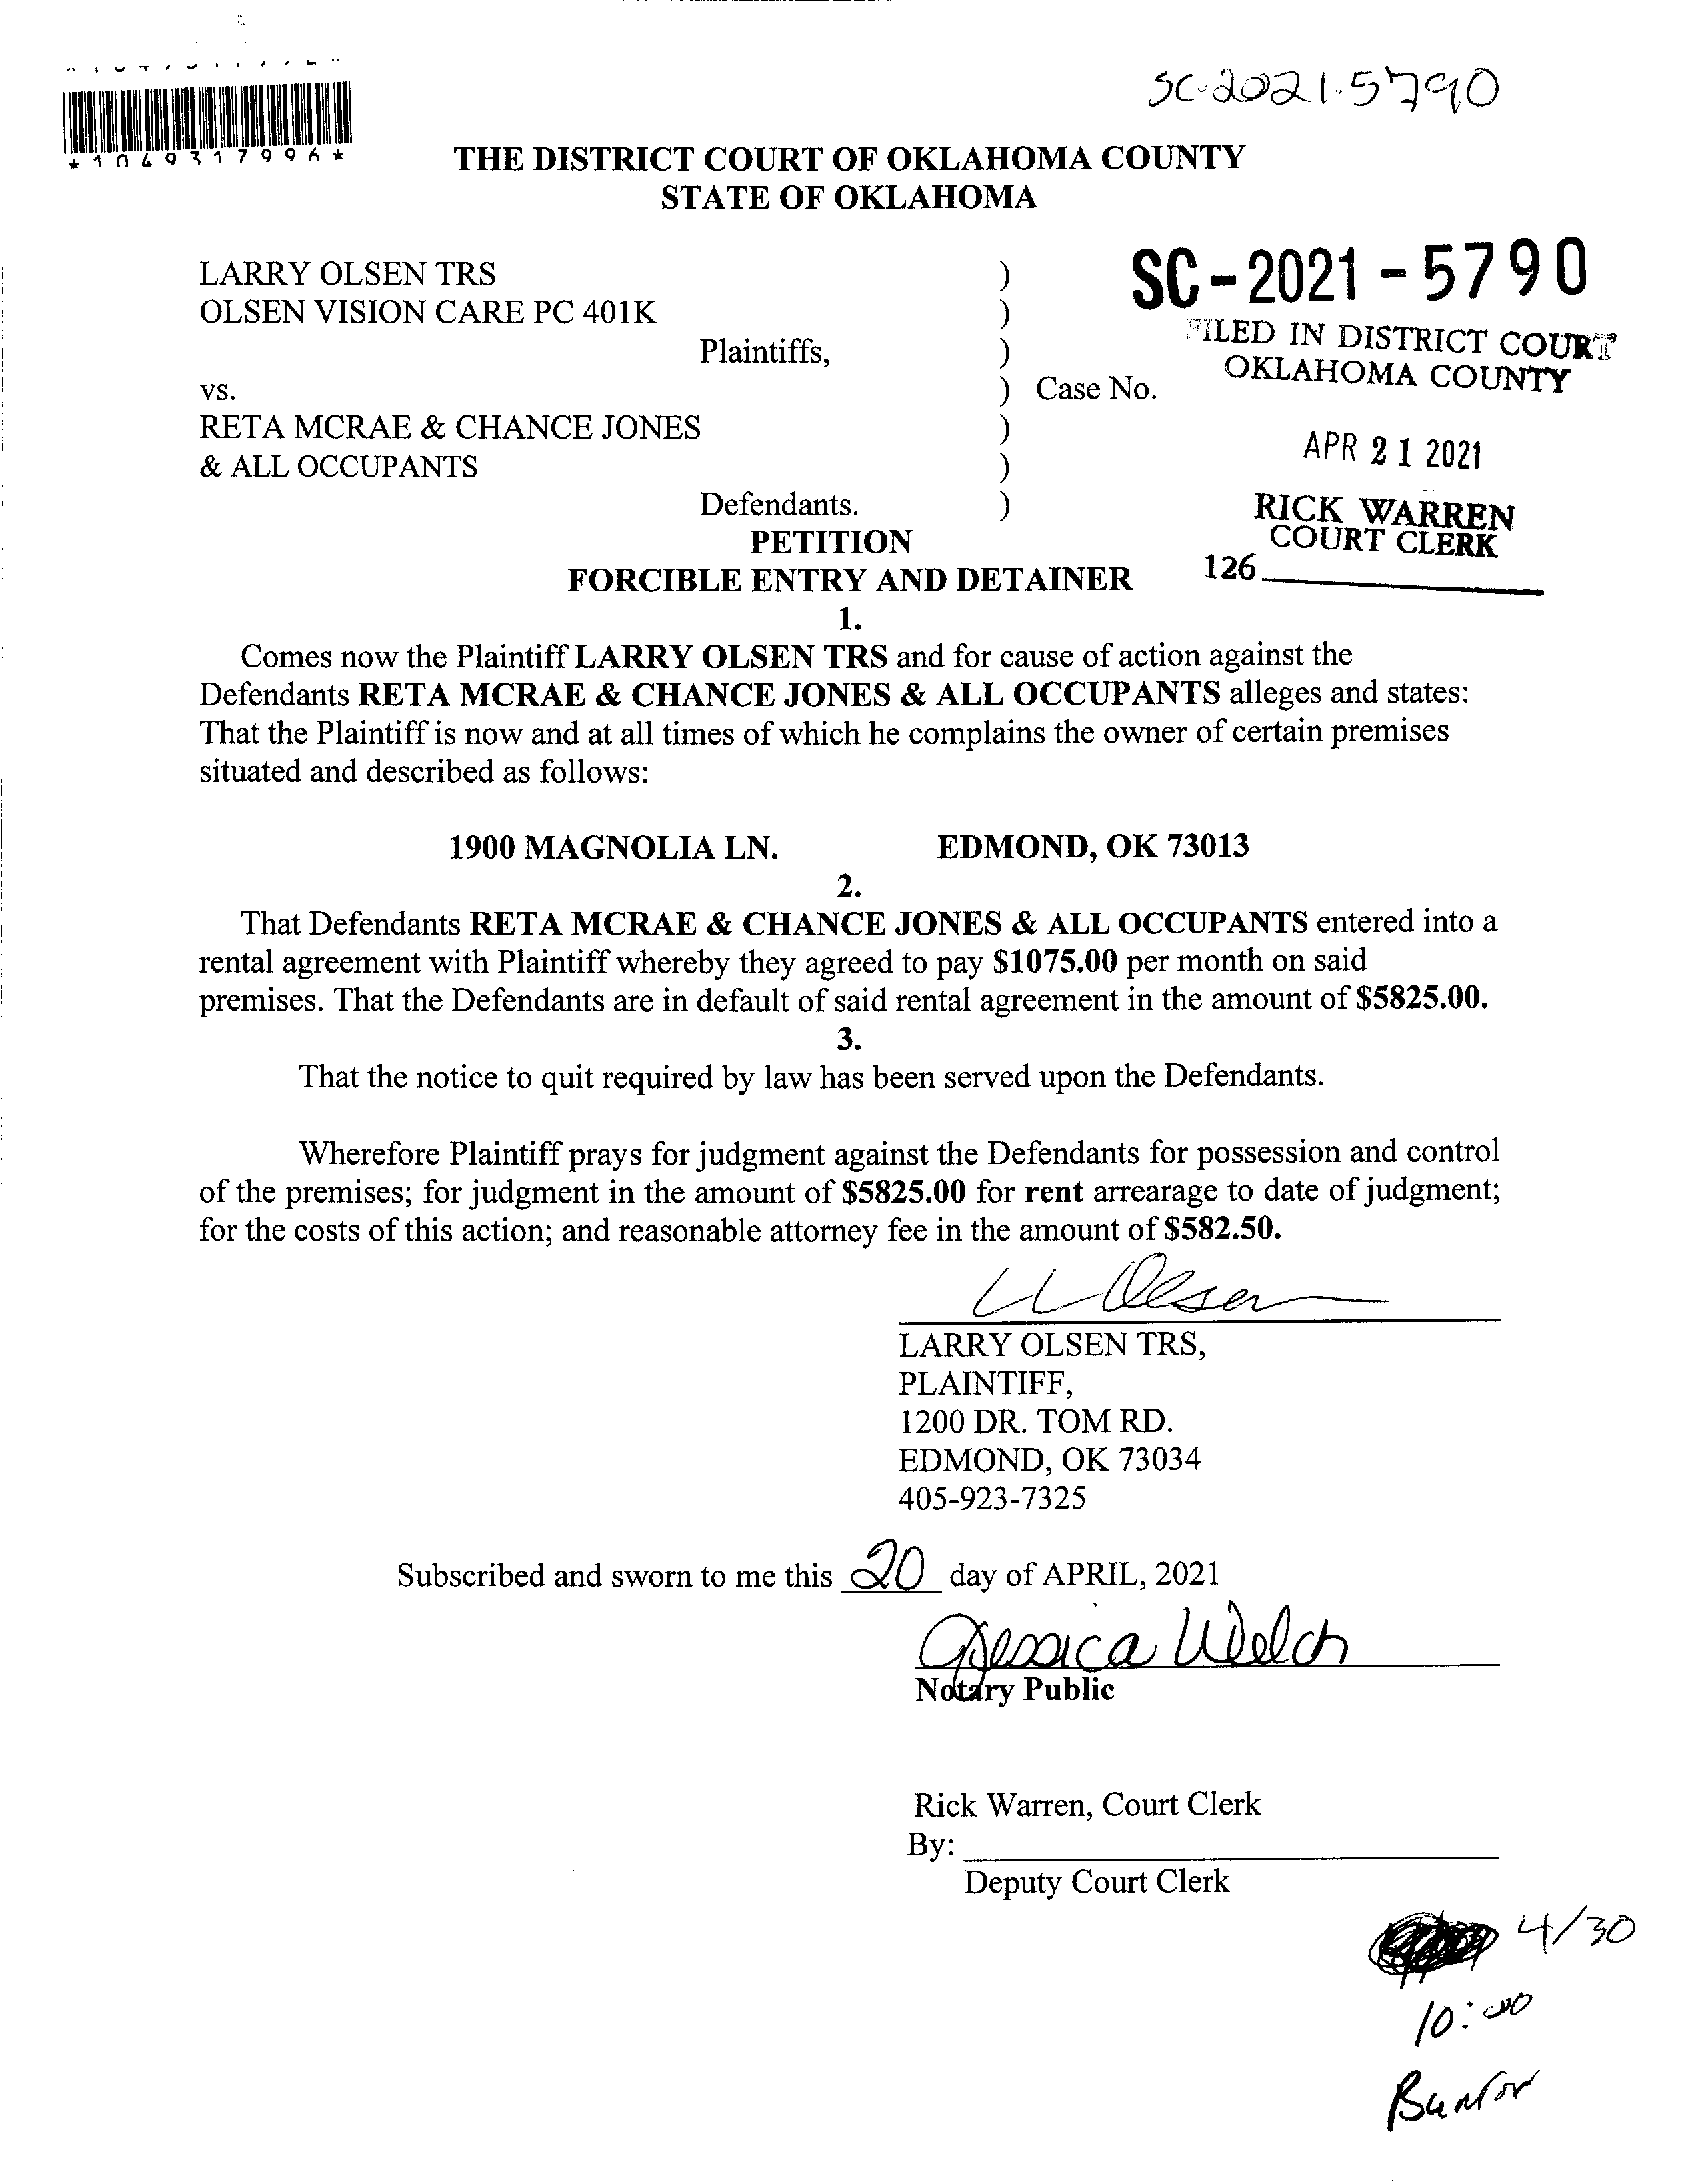 SC-2021-5790
THE DISTRICT COURT OF OKLAHOMA COUNTY
STATE OF OKLAHOMA
LARRY OLSEN TRS )
OLSEN VISION CARE PC 401K )
Plaintiffs, )
vs. ) Case No.
RETA MCRAE & CHANCE JONES )
& ALL OCCUPANTS )
Defendants. )
SC-2021-5790
FILED IN DISTRICT COURT
OKLAHOMA COUNTY
APR 21 2021
RICK WARREN
COURT CLERK
126
PETITION
FORCIBLE ENTRY AND DETAINER
1.
Comes now the Plaintiff LARRY OLSEN TRS and for cause of action against the
Defendants RETA MCRAE & CHANCE JONES & ALL OCCUPANTS alleges and states:
That the Plaintiff is now and at all times of which he complains the owner of certain premises
situated and described as follows:
1900 MAGNOLIA LN. EDMOND, OK 73013
2.
That Defendants RETA MCRAE & CHANCE JONES & ALL OCCUPANTS entered into a
rental agreement with Plaintiff whereby they agreed to pay $1075.00 per month on said
premises. That the Defendants are in default of said rental agreement in the amount of $5825.00.
3.
That the notice to quit required by law has been served upon the Defendants.
Wherefore Plaintiff prays for judgment against the Defendants for possession and control
of the premises; for judgment in the amount of $5825.00 for rent arrearage to date of judgment;
for the costs of this action; and reasonable attorney fee in the amount of $582.50.
Olsen
LARRY OLSEN TRS,
PLAINTIFF,
1200 DR. TOM RD.
EDMOND, OK 73034
405-923-7325
Subscribed and sworn to me this 20 day of APRIL, 2021
Jessica Welch
Notary Public
Rick Warren, Court Clerk
By:
Deputy Court Clerk
4/30
10:00